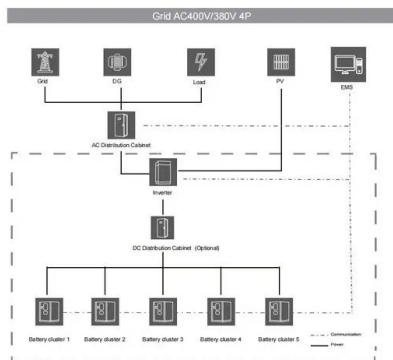 Grid AC400V/380V 4P
Grid
DG
Load
PV
EMS
AC Distribution Cabinet
Inverter
DC Distribution Cabinet (Optional)
Battery cluster 1
Battery cluster 2
Battery cluster 3
Battery cluster 4
Battery cluster 5
Communication
Power